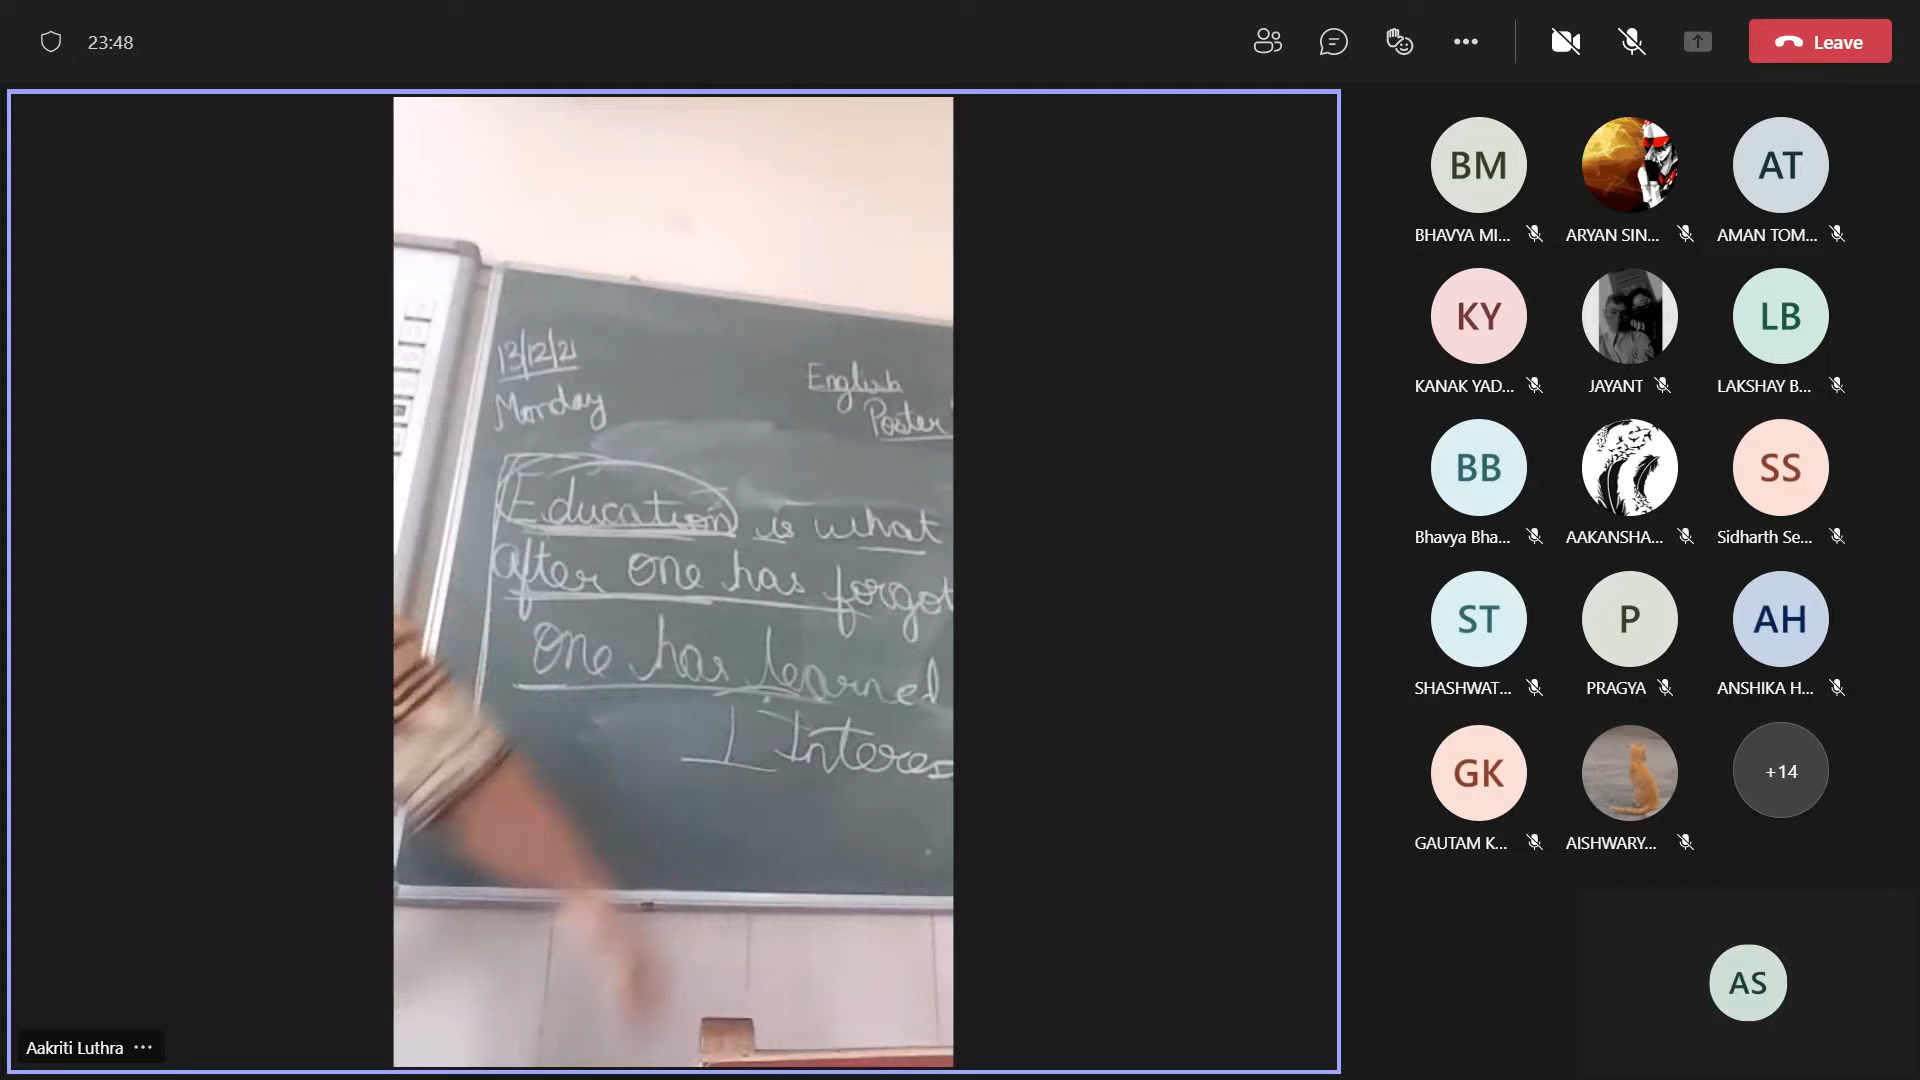 23:48
Leave
13/12/21
Monday
English
Poster
Education is what
after one has forgot
one has learned
I Interes
Aakriti Luthra
BM
AT
BHAVYA MI...
ARYAN SIN...
AMAN TOM...
KY
LB
KANAK YAD...
JAYANT
LAKSHAY B...
BB
SS
Bhavya Bha...
AAKANSHA...
Sidharth Se...
ST
P
AH
SHASHWAT...
PRAGYA
ANSHIKA H...
GK
+14
GAUTAM K...
AISHWARY...
AS